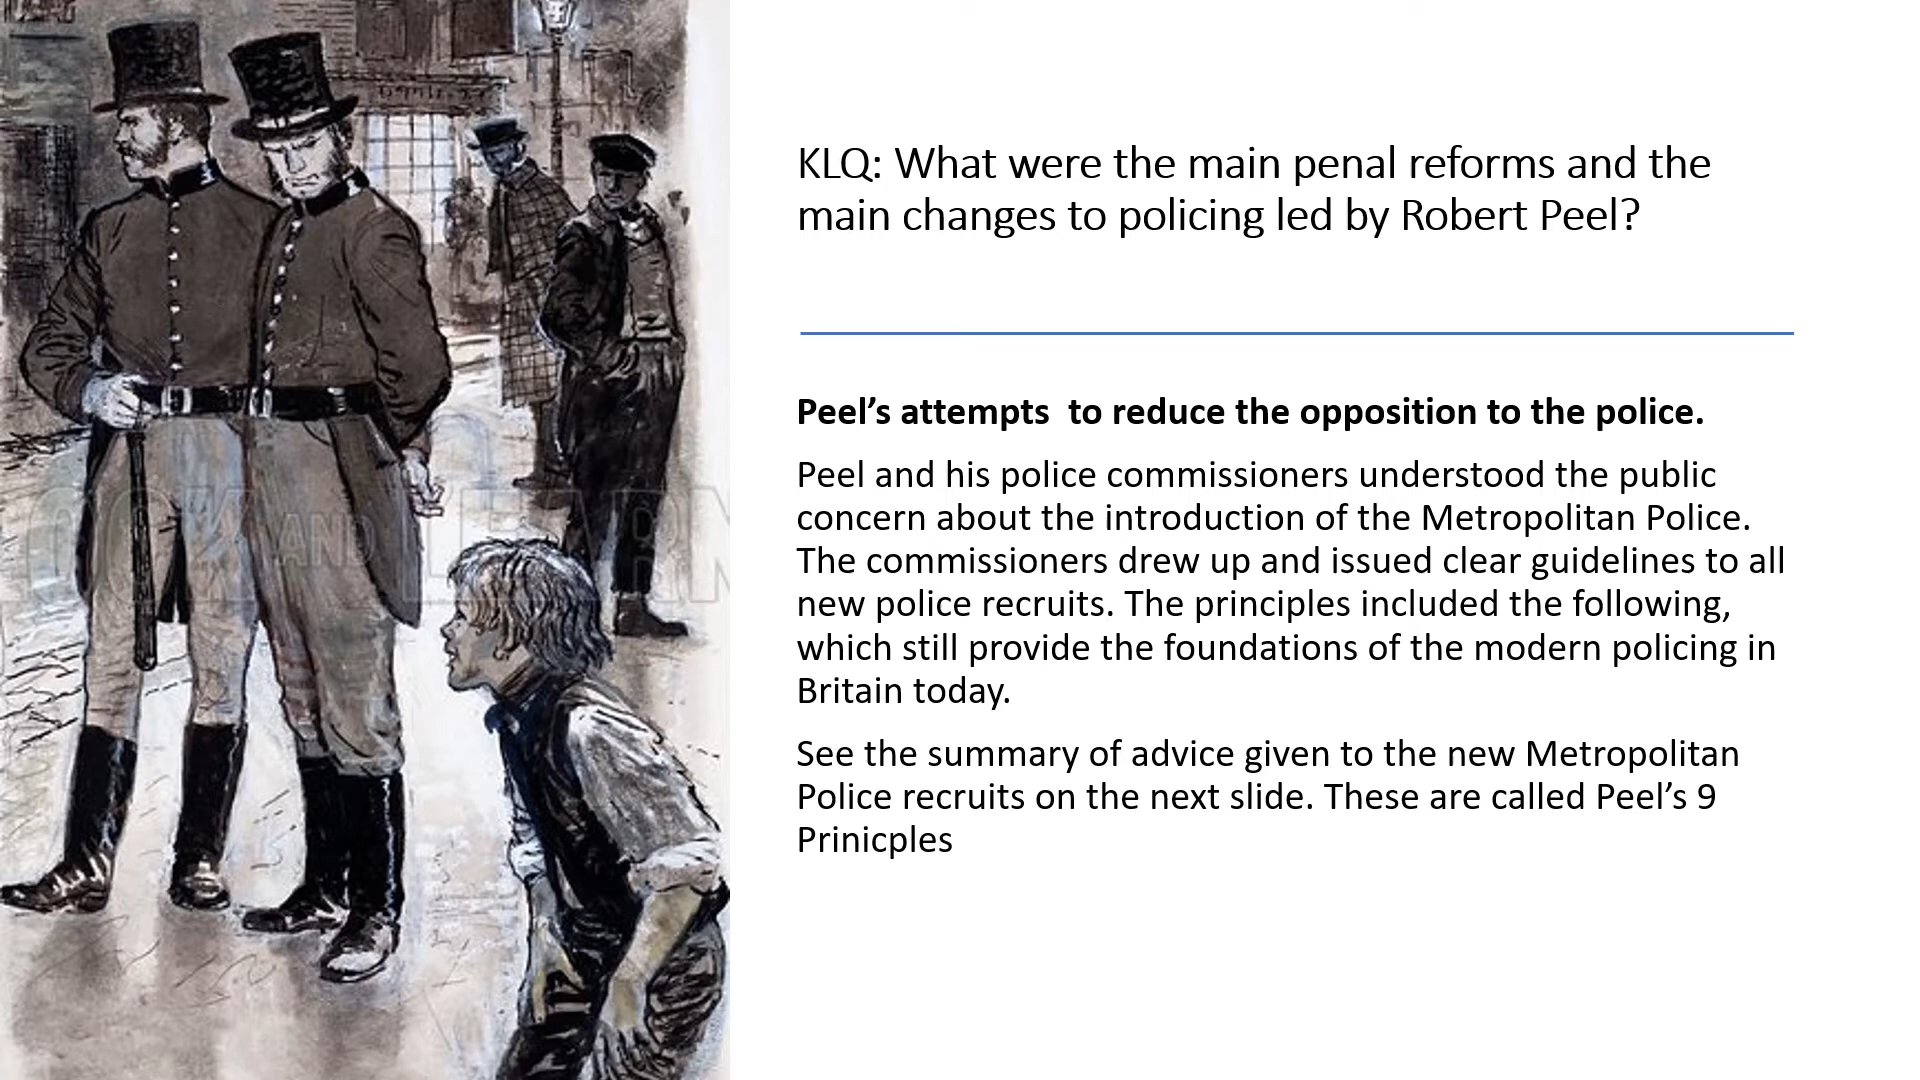 KLQ: What were the main penal reforms and the
main changes to policing led by Robert Peel?
Peel’s attempts  to reduce the opposition to the police.
Peel and his police commissioners understood the public
concern about the introduction of the Metropolitan Police.
The commissioners drew up and issued clear guidelines to all
new police recruits. The principles included the following,
which still provide the foundations of the modern policing in
Britain today.
See the summary of advice given to the new Metropolitan
Police recruits on the next slide. These are called Peel’s 9
Prinicples
OOK AND LEARN